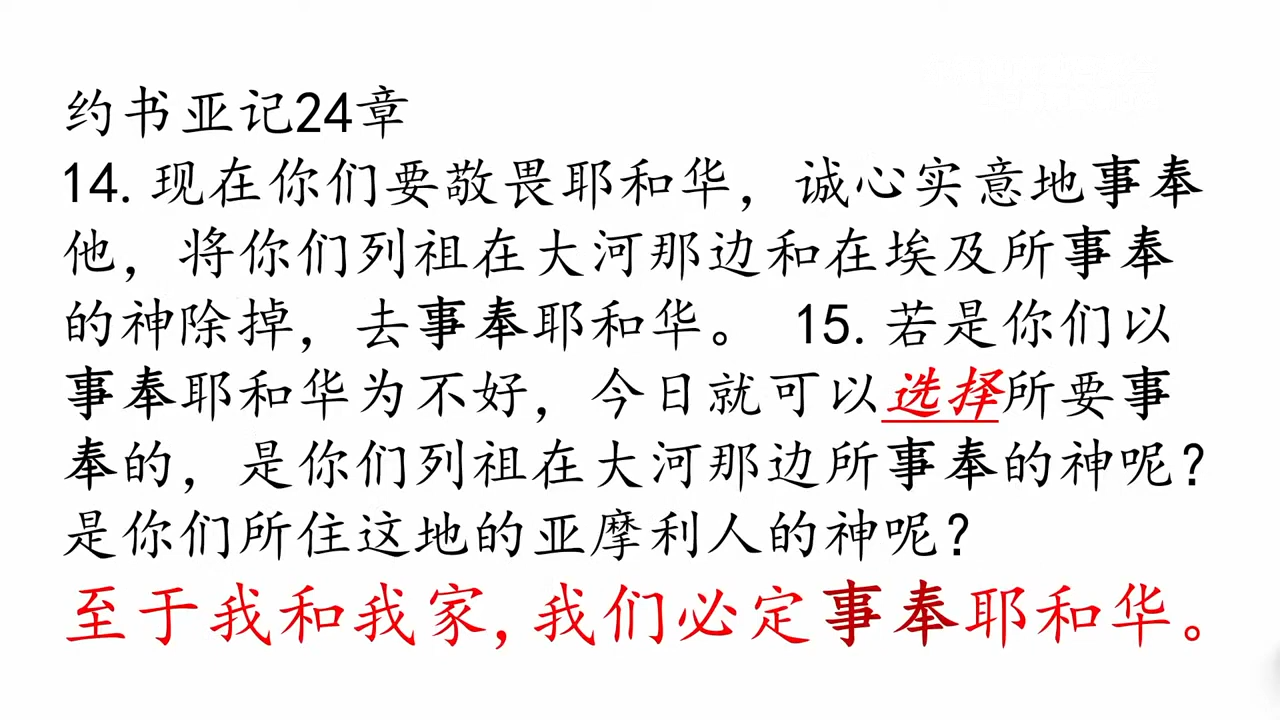 约书亚记24章
14. 现在你们要敬畏耶和华，诚心实意地事奉
他，将你们列祖在大河那边和在埃及所事奉
的神除掉，去事奉耶和华。 15. 若是你们以
事奉耶和华为不好，今日就可以选择所要事
奉的，是你们列祖在大河那边所事奉的神呢？
是你们所住这地的亚摩利人的神呢？
至于我和我家,我们必定事奉耶和华。